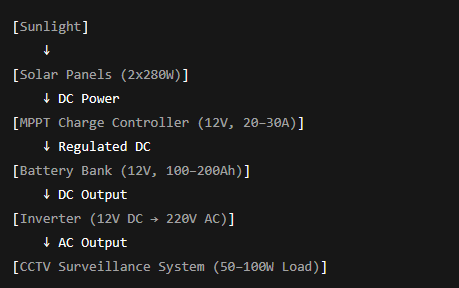 [Sunlight]
↓
[Solar Panels (2x280W)]
↓ DC Power
[MPPT Charge Controller (12V, 20–30A)]
↓ Regulated DC
[Battery Bank (12V, 100–200Ah)]
↓ DC Output
[Inverter (12V DC → 220V AC)]
↓ AC Output
[CCTV Surveillance System (50–100W Load)]